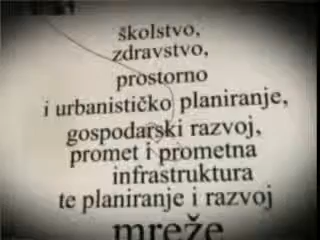 školstvo,
zdravstvo,
prostorno
i urbanističko planiranje,
gospodarski razvoj,
promet i prometna
infrastruktura
te planiranje i razvoj
mreže